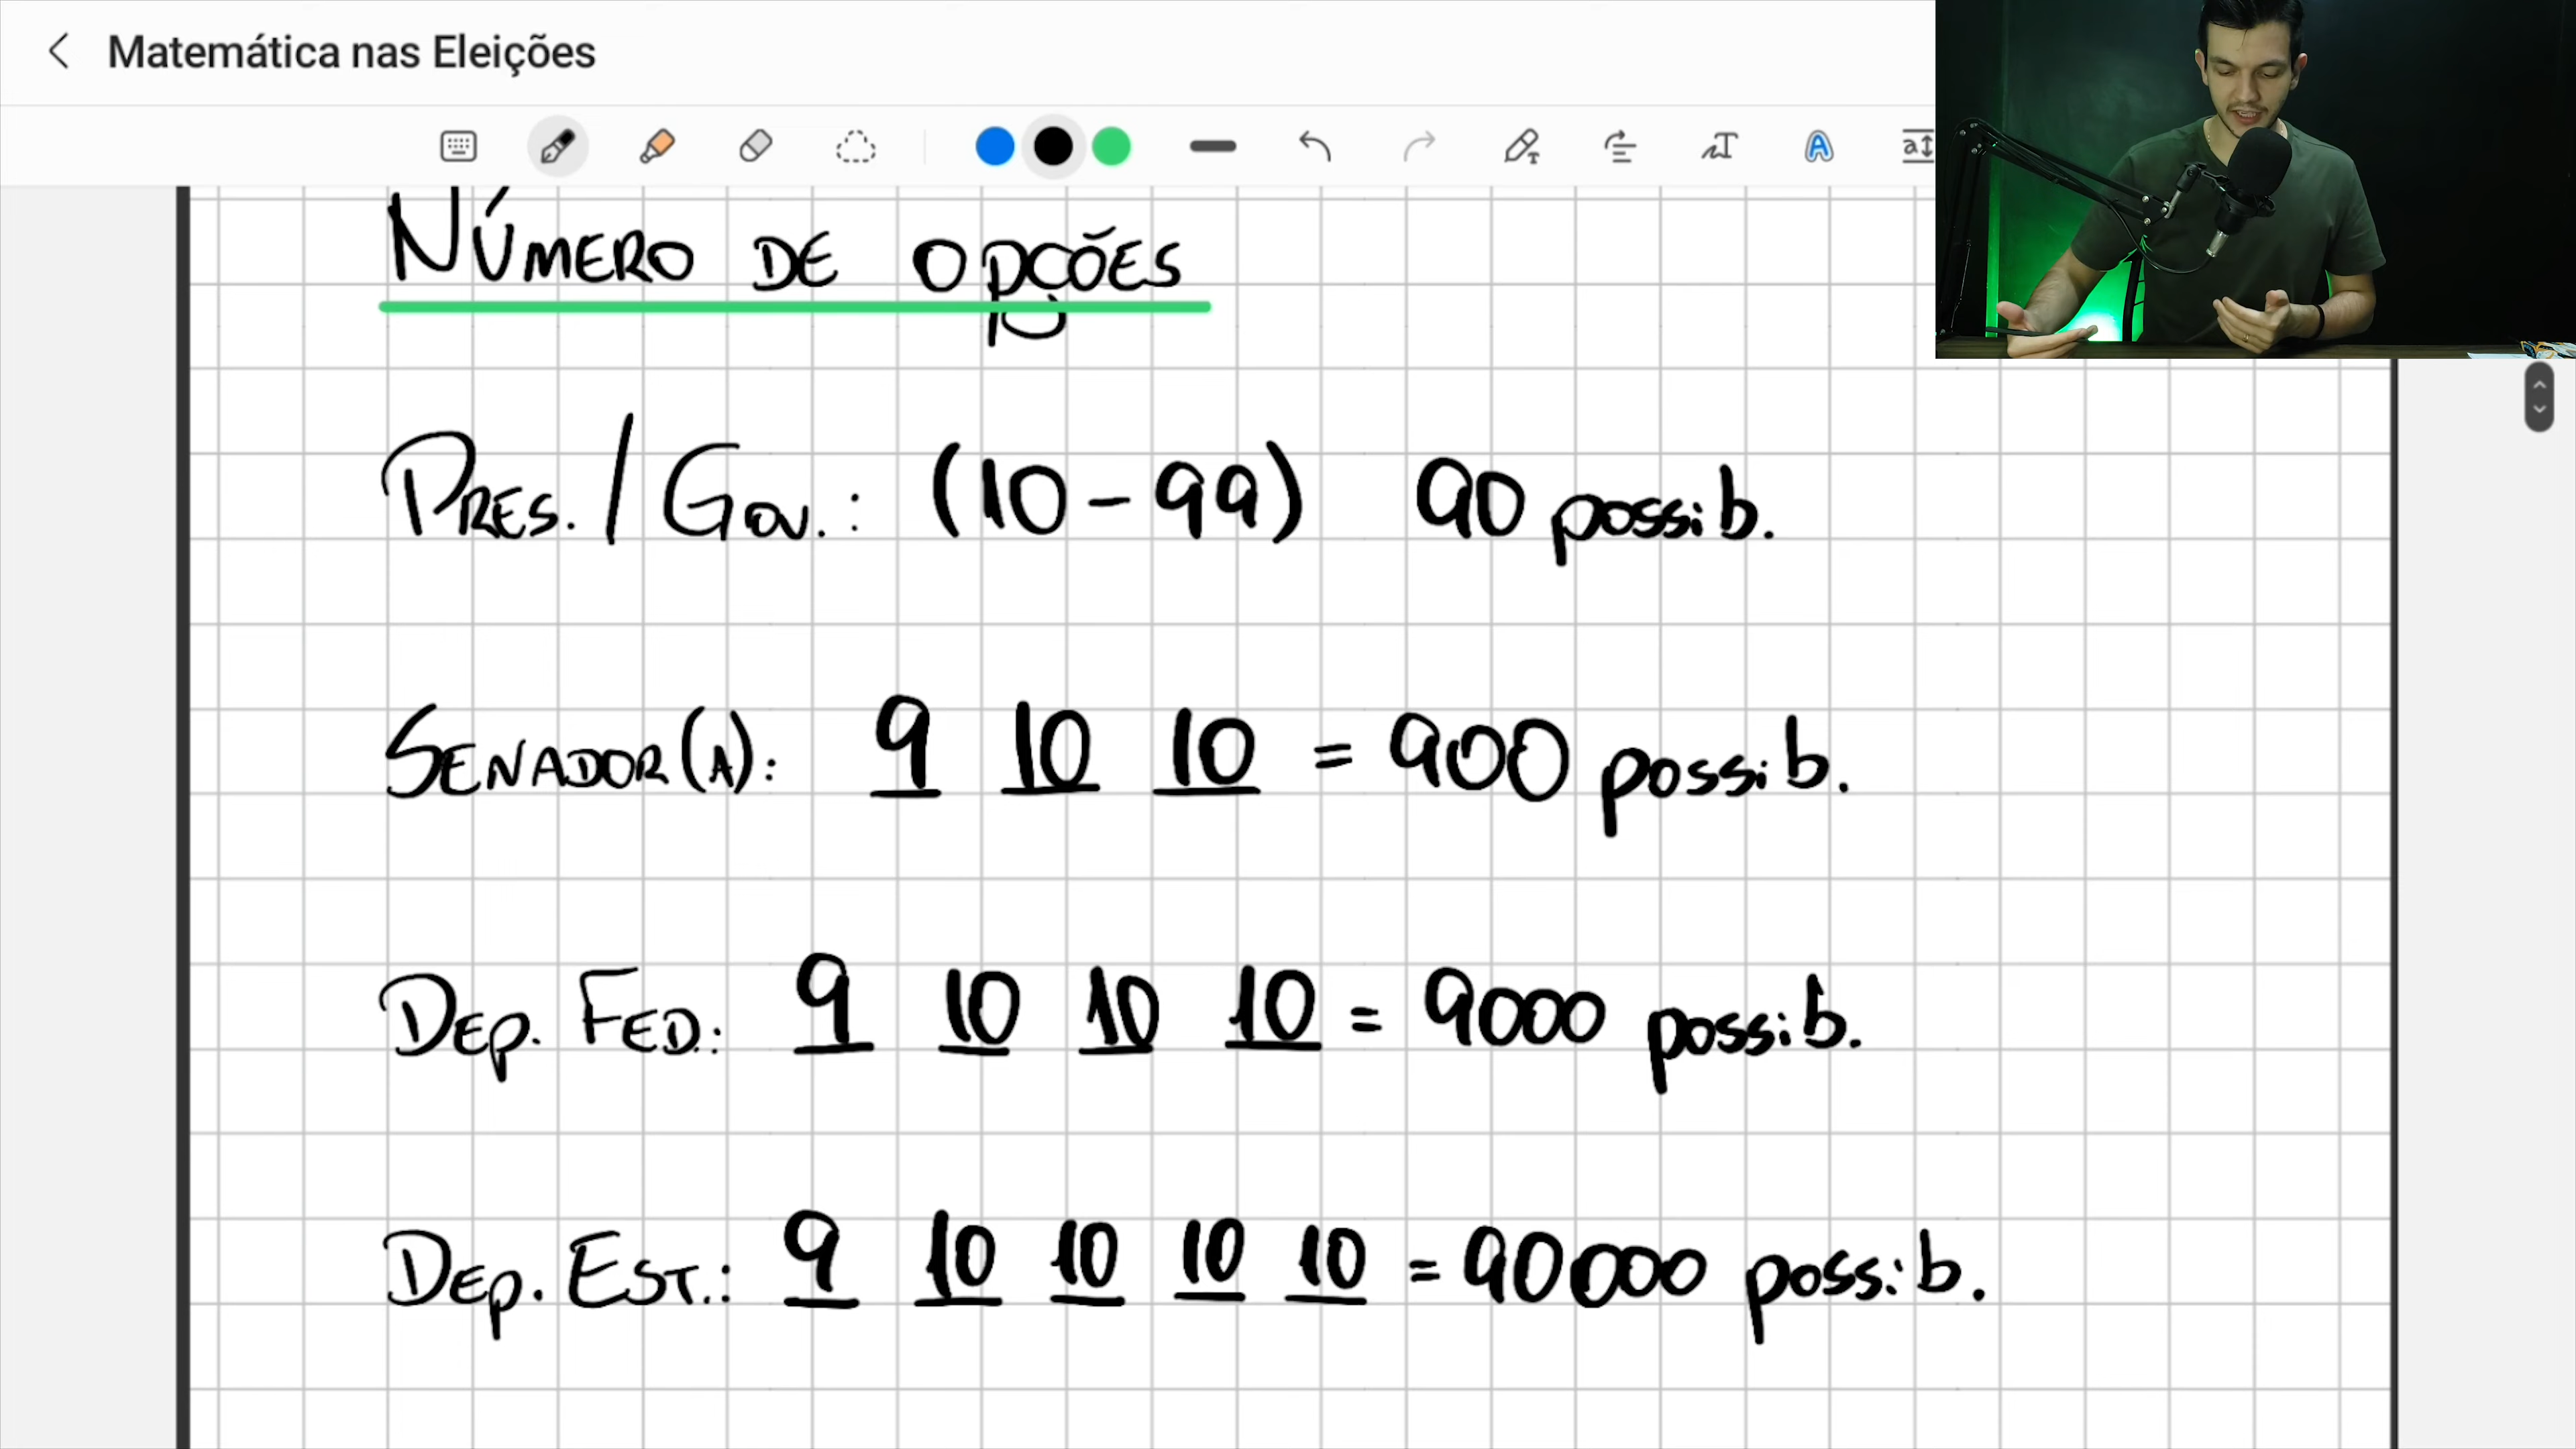 Matemática nas Eleições
NÚMERO DE OPÇÕES
PRES./GOV.: (10-99) 90 possib.
SENADOR(A): 9 10 10 = 900 possib.
DEP. FED.: 9 10 10 10 = 9000 possib.
DEP. EST.: 9 10 10 10 10 = 90000 possib.